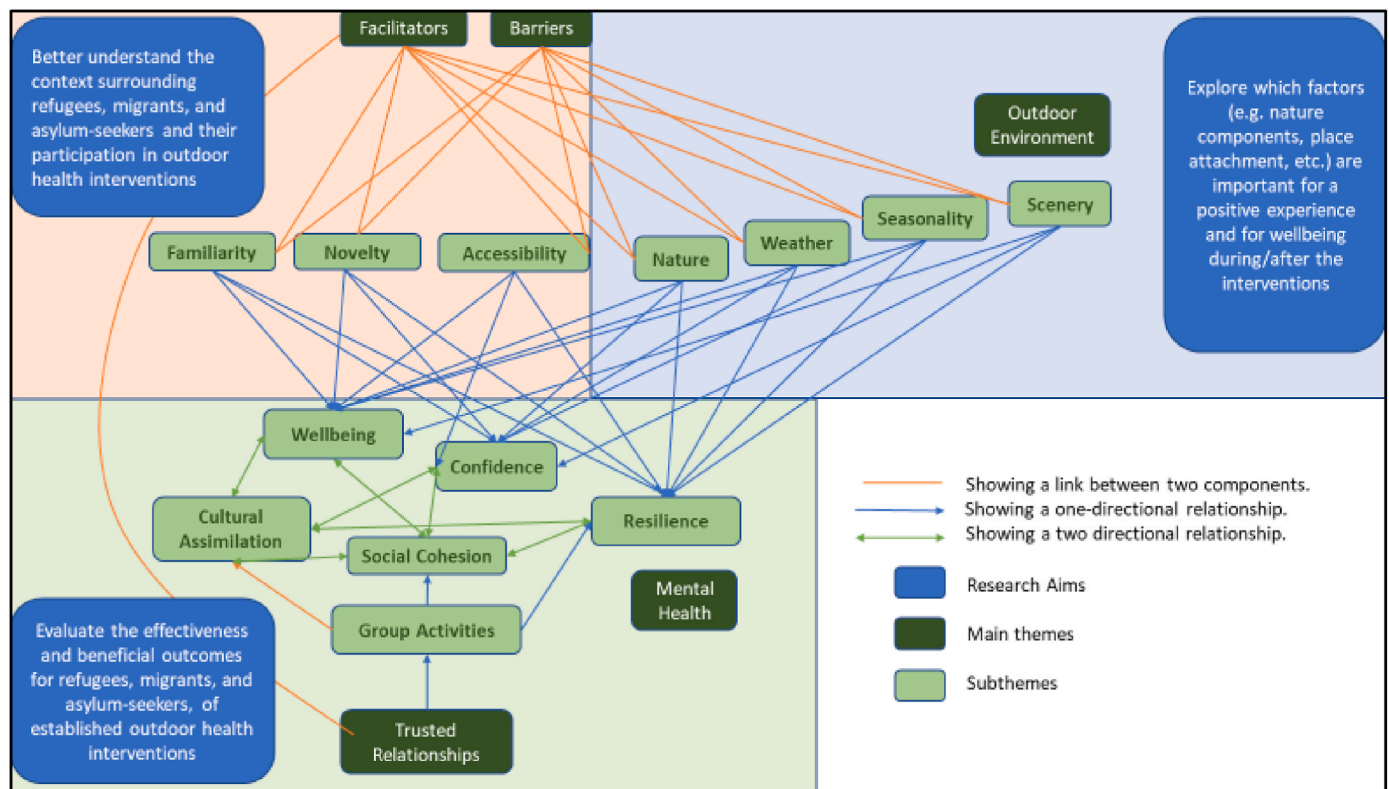 Facilitators
Barriers
Better understand the
context surrounding
refugees, migrants, and
asylum-seekers and their
participation in outdoor
health interventions
Explore which factors
(e.g. nature
components, place
attachment, etc.) are
important for a
positive experience
and for wellbeing
during/after the
interventions
Outdoor
Environment
Familiarity
Novelty
Accessibility
Nature
Weather
Seasonality
Scenery
Wellbeing
Confidence
Cultural
Assimilation
Social Cohesion
Resilience
Group Activities
Mental
Health
Trusted
Relationships
Evaluate the effectiveness
and beneficial outcomes
for refugees, migrants, and
asylum-seekers, of
established outdoor health
interventions
Showing a link between two components.
Showing a one-directional relationship.
Showing a two directional relationship.
Research Aims
Main themes
Subthemes